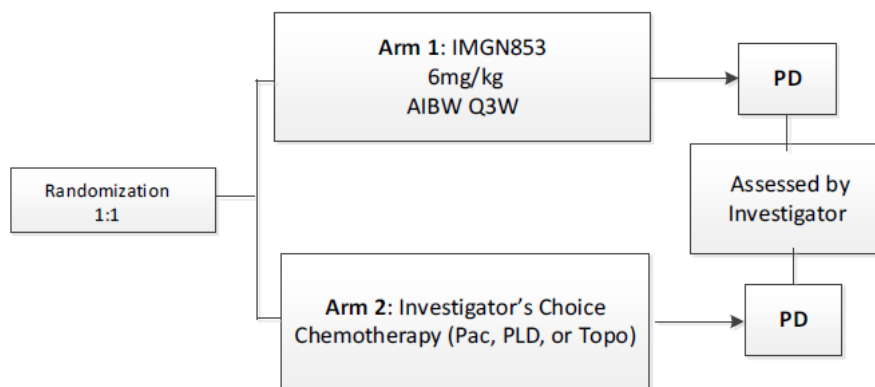 Randomization
1:1
Arm 1: IMGN853
6mg/kg
AIBW Q3W
PD
Assessed by
Investigator
Arm 2: Investigator’s Choice
Chemotherapy (Pac, PLD, or Topo)
PD